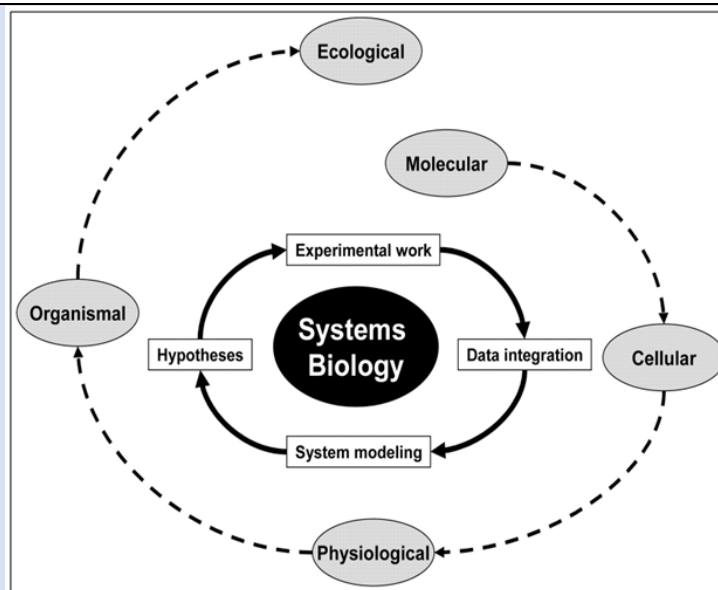 Ecological
Molecular
Experimental work
Organismal
Systems
Biology
Hypotheses
Data integration
Cellular
System modeling
Physiological